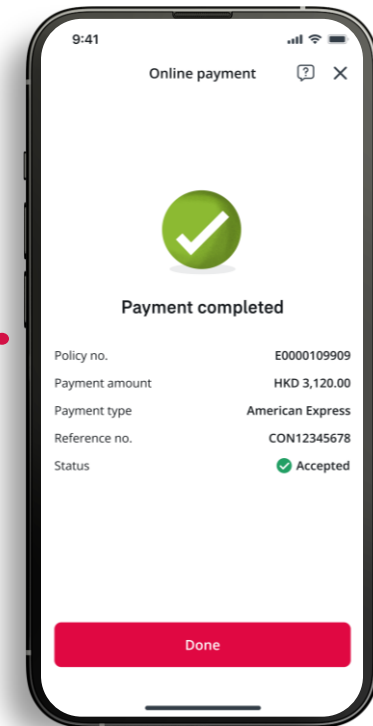 9:41
Online payment
Payment completed
Policy no. E0000109909
Payment amount HKD 3,120.00
Payment type American Express
Reference no. CON12345678
Status Accepted
Done